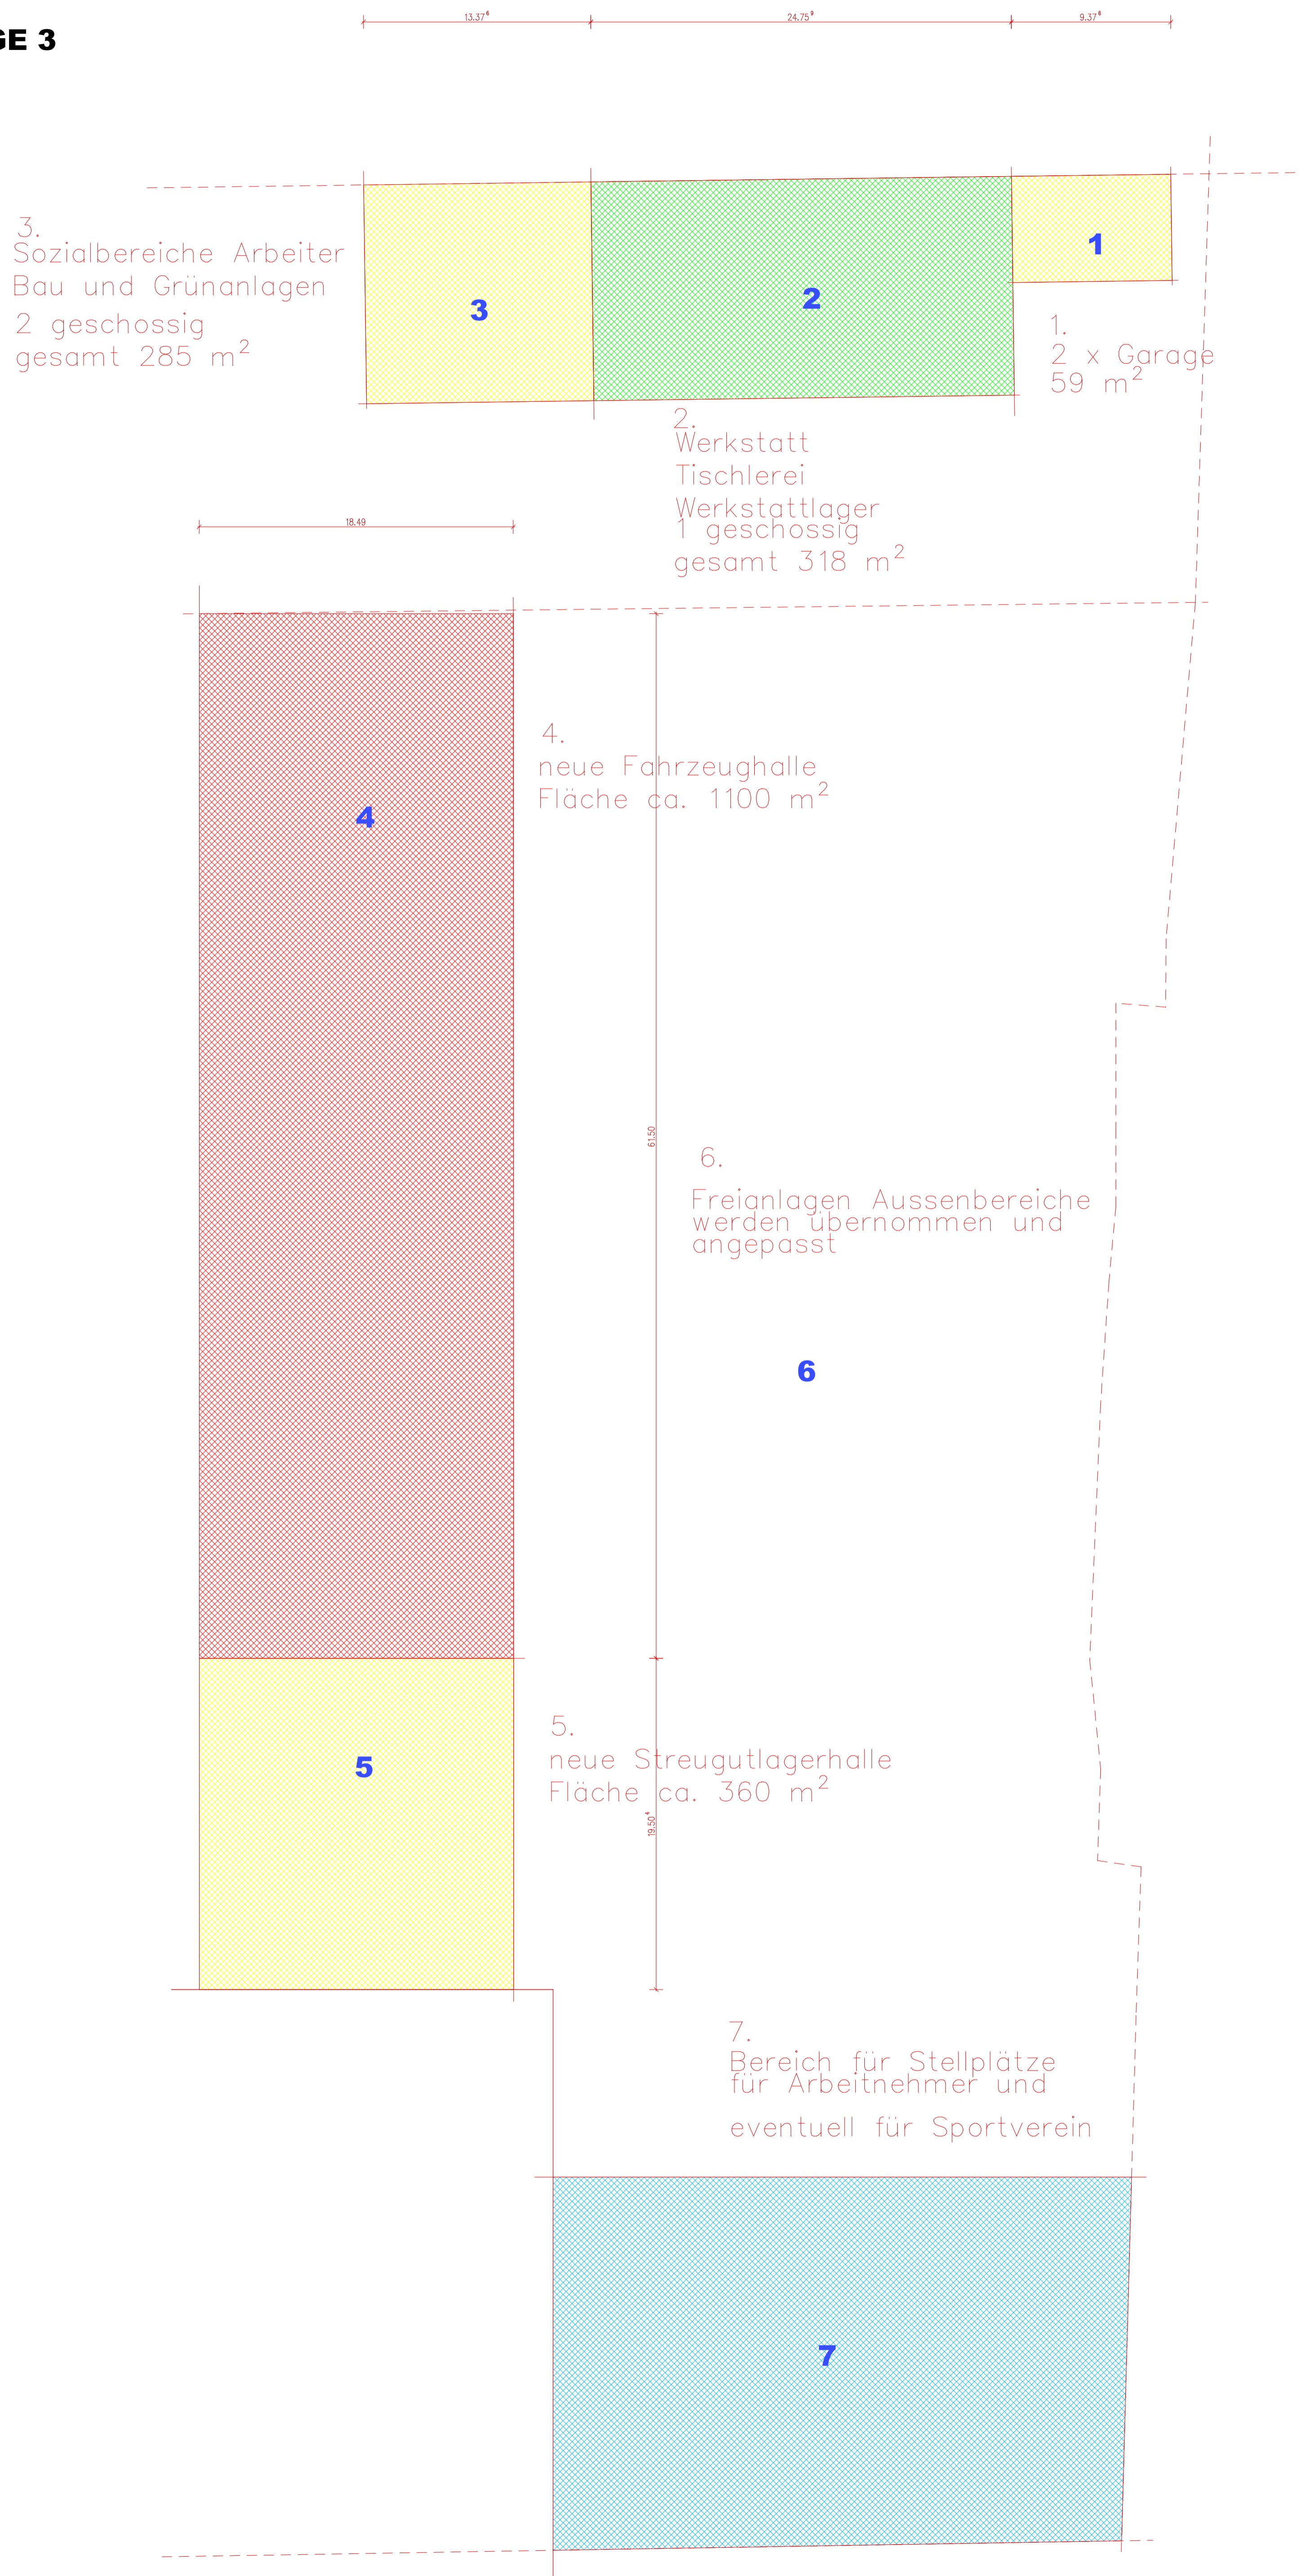 GE 3
13.37⁶
24.75⁹
9.37⁶
3.
Sozialbereiche Arbeiter
Bau und Grünanlagen
2 geschossig
gesamt 285 m²
3
2
1
1.
2 x Garage
59 m²
2.
Werkstatt
Tischlerei
Werkstattlager
1 geschossig
gesamt 318 m²
18.49
4
4.
neue Fahrzeughalle
Fläche ca. 1100 m²
61.50
6.
Freianlagen Aussenbereiche
werden übernommen und
angepasst
6
5
5.
neue Streugutlagerhalle
Fläche ca. 360 m²
19.50⁴
7.
Bereich für Stellplätze
für Arbeitnehmer und
eventuell für Sportverein
7